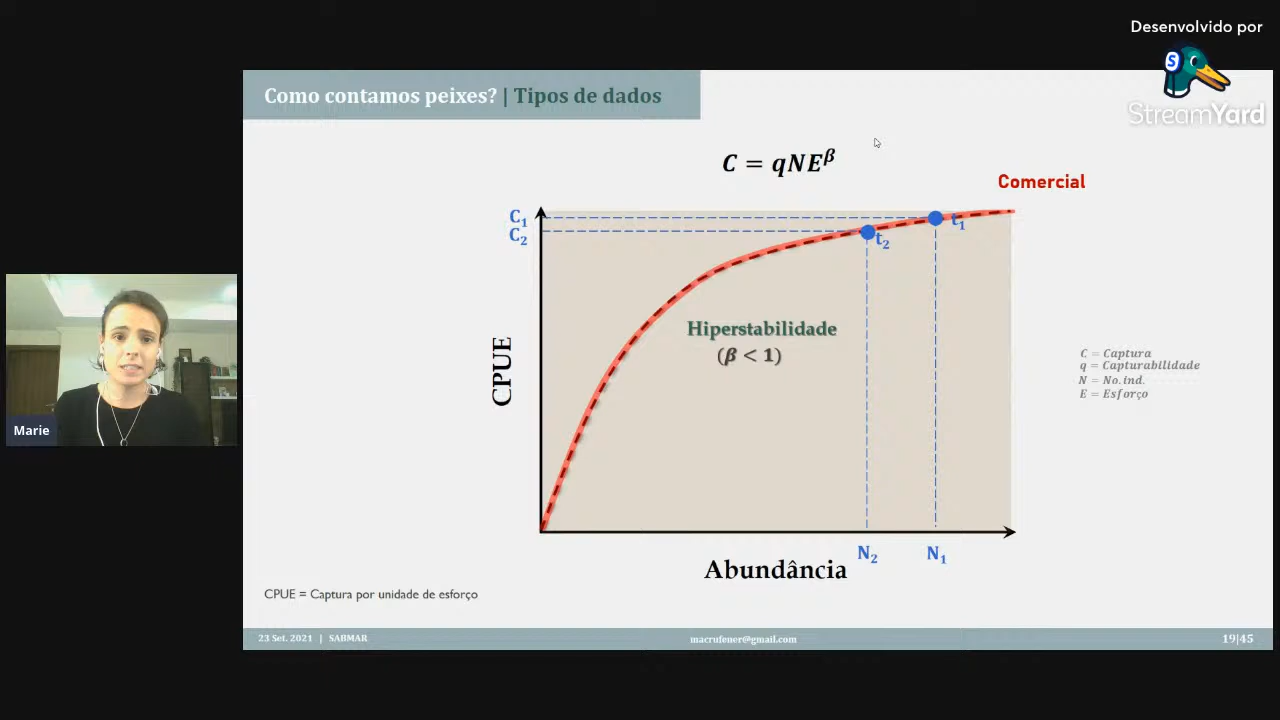 Desenvolvido por
StreamYard
Como contamos peixes? | Tipos de dados
C = qNE^β
Comercial
C₁
C₂
t₁
t₂
Hiperstabilidade
(β < 1)
CPUE
C = Captura
q = Capturabilidade
N = No. ind.
E = Esforço
Marie
N₂
N₁
Abundância
CPUE = Captura por unidade de esforço
23 Set. 2021 | SABMAR
macrufener@gmail.com
19|45